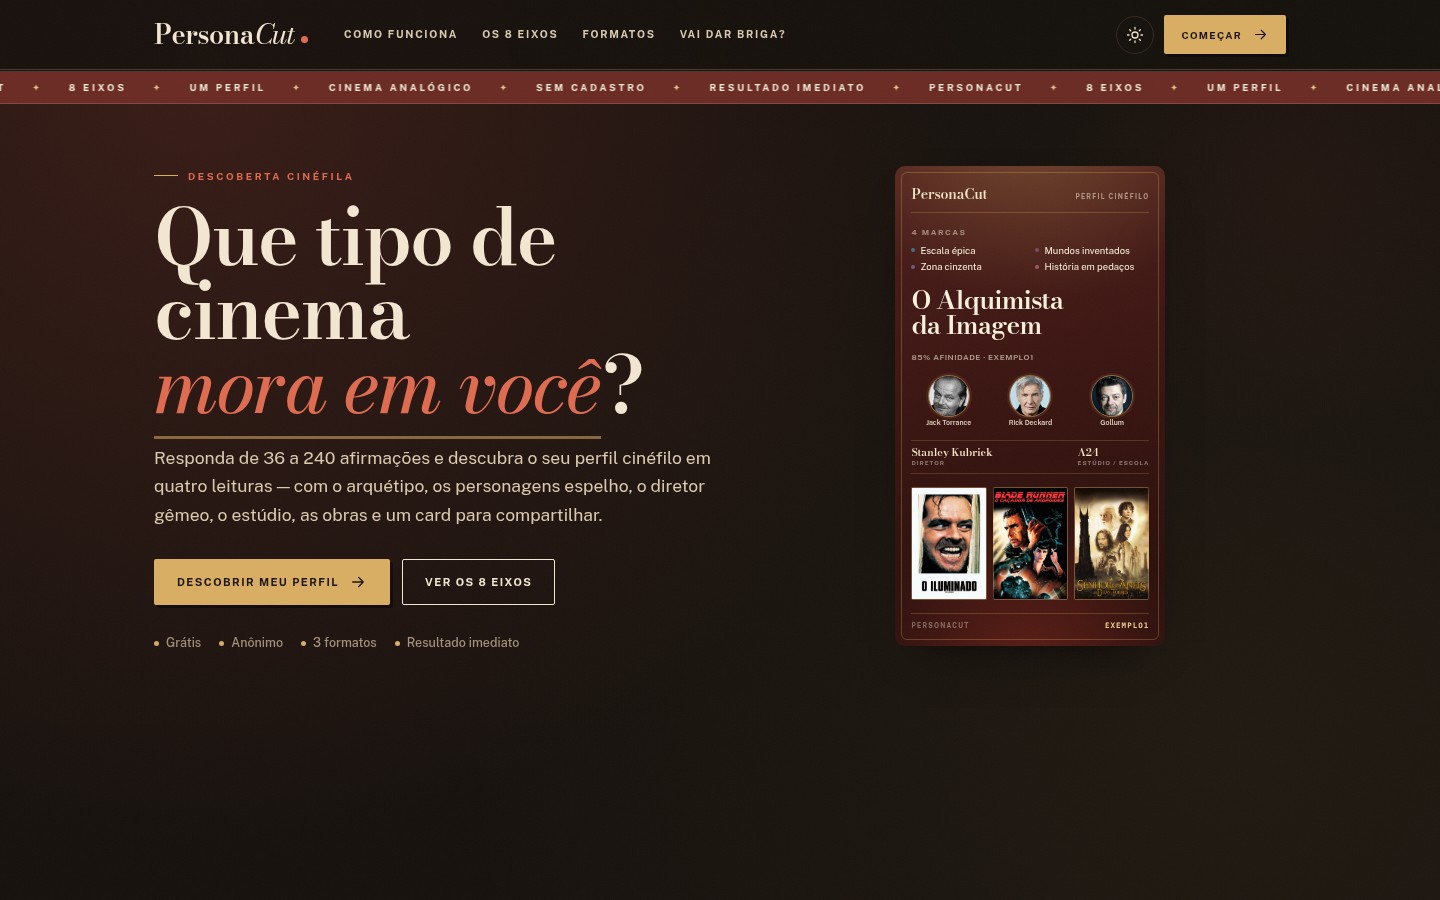 PersonaCut
COMO FUNCIONA
OS 8 EIXOS
FORMATOS
VAI DAR BRIGA?
COMEÇAR →
T ✦ 8 EIXOS ✦ UM PERFIL ✦ CINEMA ANALÓGICO ✦ SEM CADASTRO ✦ RESULTADO IMEDIATO ✦ PERSONACUT ✦ 8 EIXOS ✦ UM PERFIL ✦ CINEMA ANAL
DESCOBERTA CINÉFILA
Que tipo de
cinema
mora em você?
Responda de 36 a 240 afirmações e descubra o seu perfil cinéfilo em
quatro leituras — com o arquétipo, os personagens espelho, o diretor
gêmeo, o estúdio, as obras e um card para compartilhar.
DESCOBRIR MEU PERFIL →
VER OS 8 EIXOS
Grátis
Anônimo
3 formatos
Resultado imediato
PersonaCut
PERFIL CINÉFILO
4 MARCAS
Escala épica
Mundos inventados
Zona cinzenta
História em pedaços
O Alquimista
da Imagem
85% AFINIDADE · EXEMPLO1
Jack Torrance
Rick Deckard
Gollum
Stanley Kubrick
DIRETOR
A24
ESTÚDIO / ESCOLA
O ILUMINADO
BLADE RUNNER
PERSONACUT
EXEMPLO1